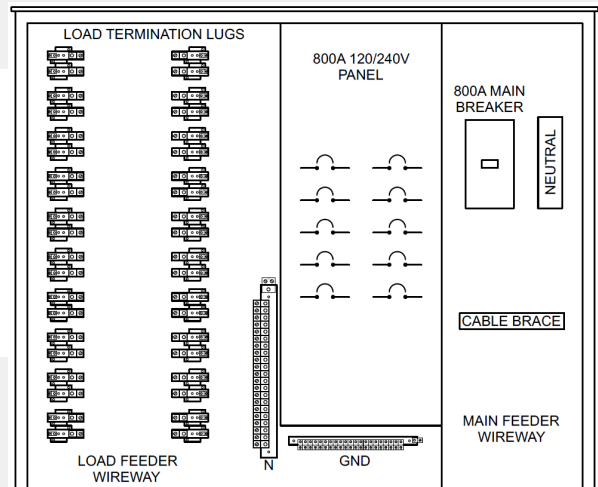 LOAD TERMINATION LUGS
800A 120/240V
PANEL
800A MAIN
BREAKER
NEUTRAL
CABLE BRACE
MAIN FEEDER
WIREWAY
LOAD FEEDER
WIREWAY
N
GND